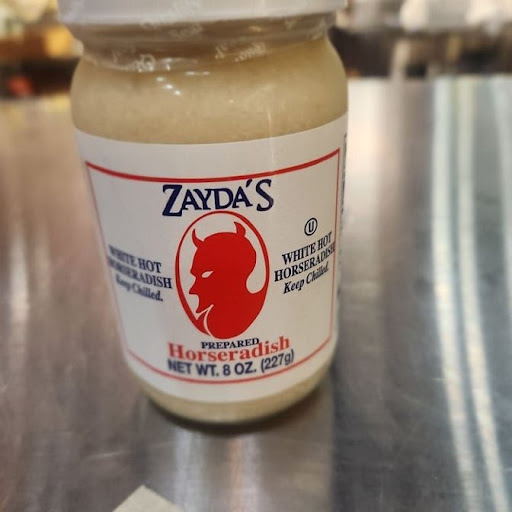 ZAYDA'S
WHITE HOT
HORSERADISH
Keep Chilled.
U
WHITE HOT
HORSERADISH
Keep Chilled.
PREPARED
Horseradish
NET WT. 8 OZ. (227g)